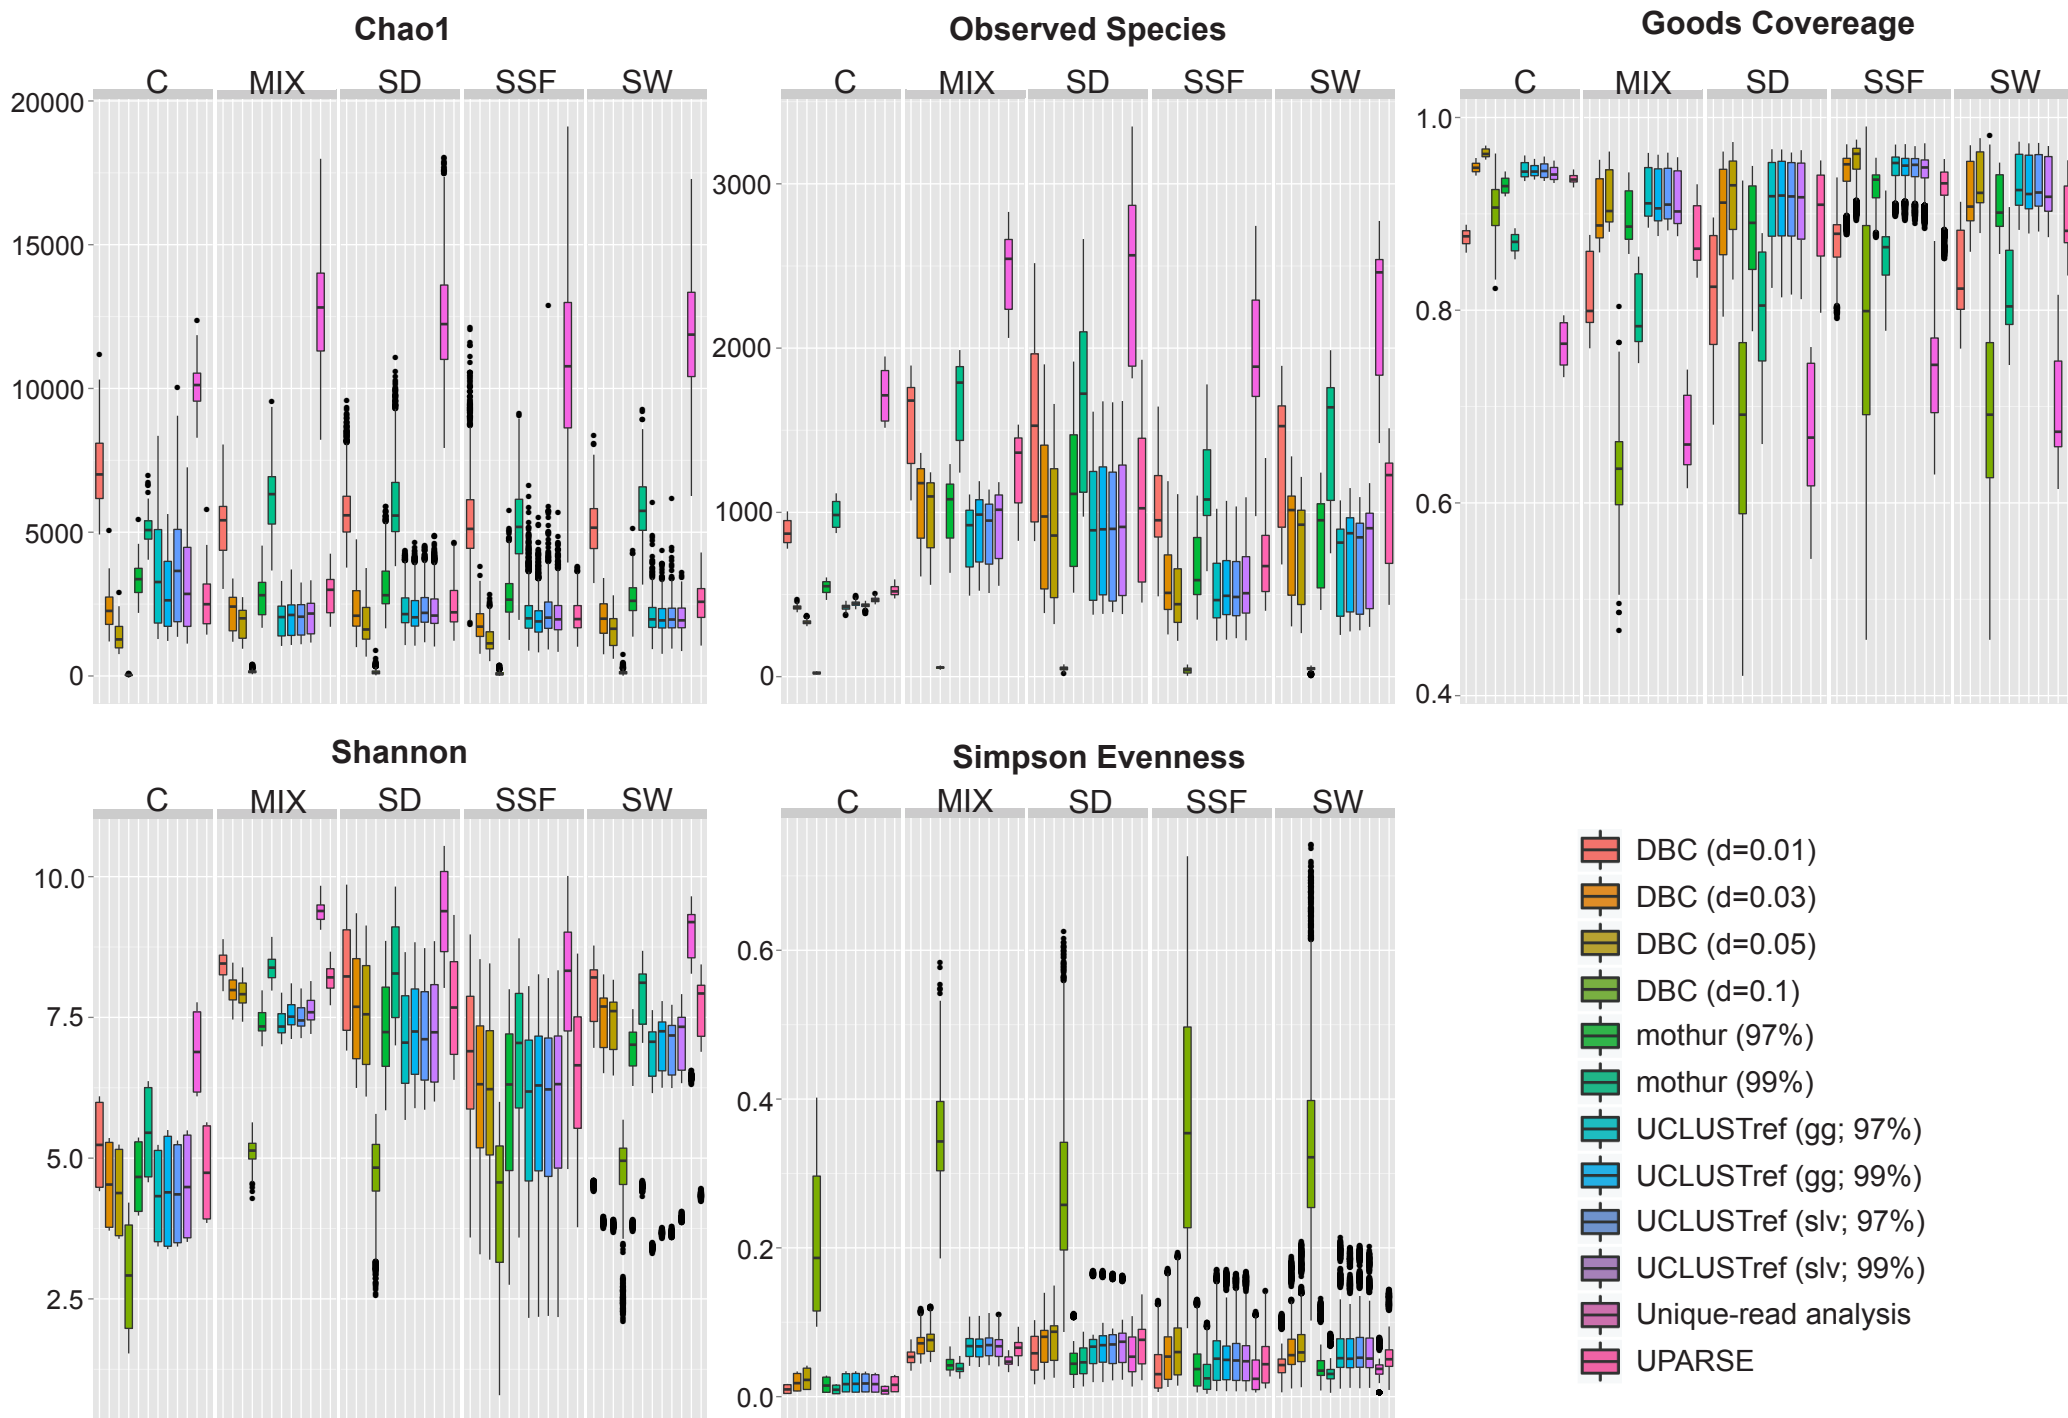 Chao1
Observed Species
Goods Covereage
C MIX SD SSF SW
C MIX SD SSF SW
C MIX SD SSF SW
20000
15000
10000
5000
0
3000
2000
1000
0
1.0
0.8
0.6
0.4
Shannon
Simpson Evenness
C MIX SD SSF SW
C MIX SD SSF SW
10.0
7.5
5.0
2.5
0.6
0.4
0.2
0.0
DBC (d=0.01)
DBC (d=0.03)
DBC (d=0.05)
DBC (d=0.1)
mothur (97%)
mothur (99%)
UCLUSTref (gg; 97%)
UCLUSTref (gg; 99%)
UCLUSTref (slv; 97%)
UCLUSTref (slv; 99%)
Unique-read analysis
UPARSE